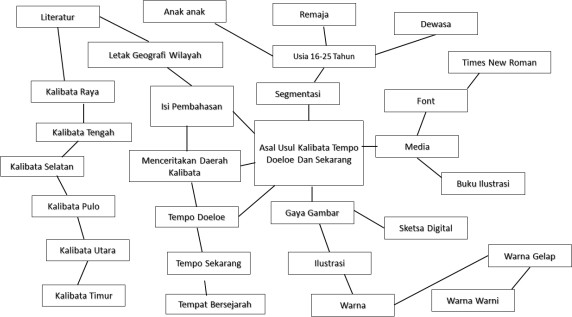 Anak anak
Remaja
Dewasa
Literatur
Letak Geografi Wilayah
Usia 16-25 Tahun
Times New Roman
Kalibata Raya
Isi Pembahasan
Segmentasi
Font
Kalibata Tengah
Asal Usul Kalibata Tempo
Doeloe Dan Sekarang
Media
Kalibata Selatan
Menceritakan Daerah
Kalibata
Buku Ilustrasi
Kalibata Pulo
Tempo Doeloe
Gaya Gambar
Sketsa Digital
Kalibata Utara
Tempo Sekarang
Ilustrasi
Warna Gelap
Kalibata Timur
Tempat Bersejarah
Warna
Warna Warni